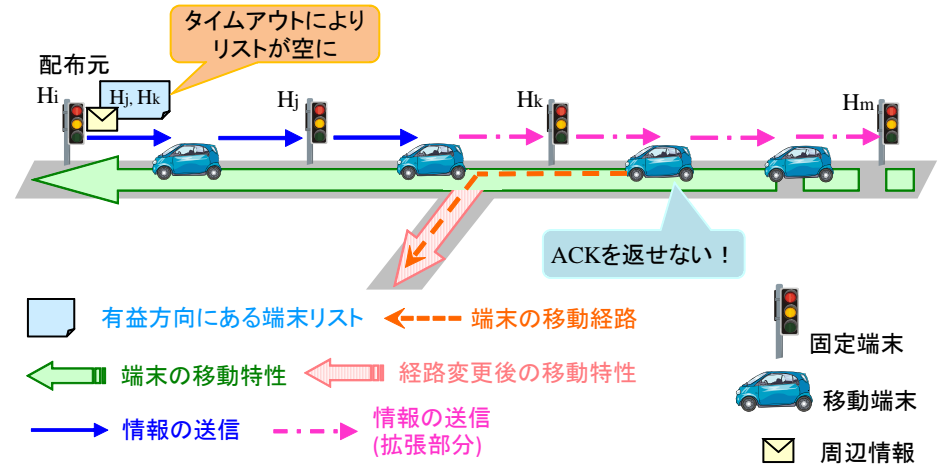 タイムアウトにより
リストが空に
配布元
Hi
Hj, Hk
Hj
Hk
Hm
ACKを返せない！
有益方向にある端末リスト
端末の移動経路
固定端末
端末の移動特性
経路変更後の移動特性
移動端末
情報の送信
情報の送信
(拡張部分)
周辺情報